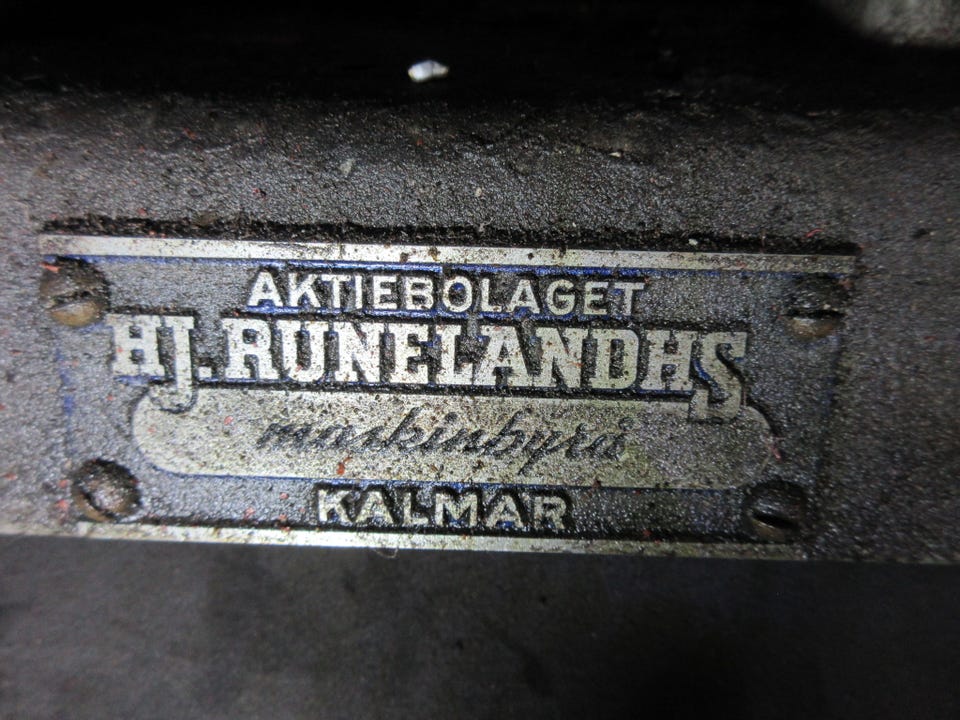 AKTIEBOLAGET
HJ. RUNELANDHS
maskinbyrå
KALMAR